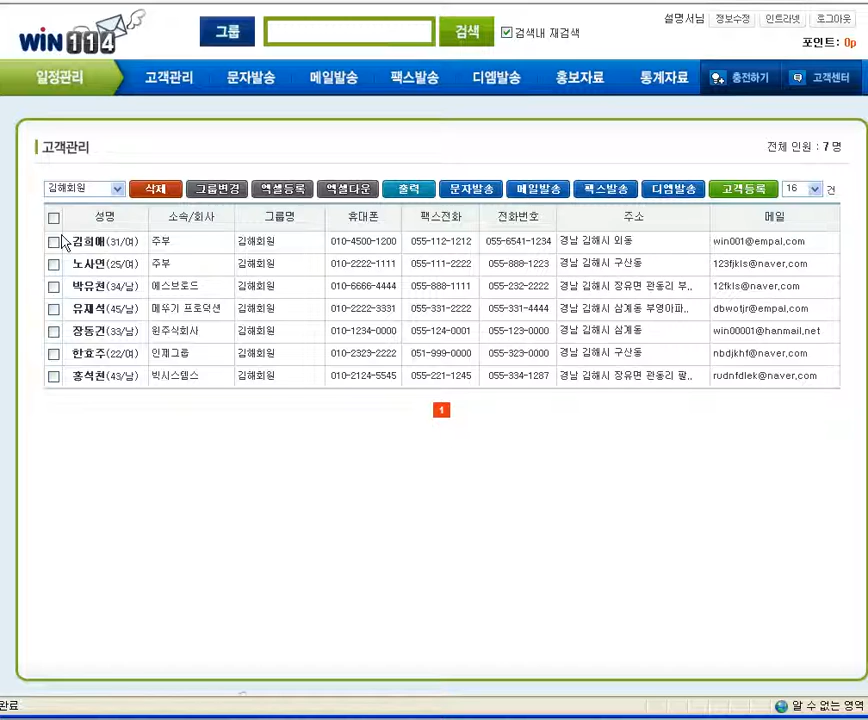 WIN 114
그룹
검색
검색내 재검색
설명서님 정보수정 인트라넷 로그아웃
포인트: 0p
일정관리 고객관리 문자발송 메일발송 팩스발송 디엠발송 홍보자료 통계자료 충전하기 고객센터
고객관리
전체 인원 : 7 명
김해회원 삭제 그룹변경 엑셀등록 엑셀다운 출력 문자발송 메일발송 팩스발송 디엠발송 고객등록 16 건
성명 소속/회사 그룹명 휴대폰 팩스전화 전화번호 주소 메일
김희애(31/여) 주부 김해회원 010-4500-1200 055-112-1212 055-6541-1234 경남 김해시 외동 win001@empal.com
노사연(25/여) 주부 김해회원 010-2222-1111 055-111-2222 055-888-1223 경남 김해시 구산동 123fjkls@naver.com
박유천(34/남) 에스브로드 김해회원 010-6666-4444 055-888-1111 055-232-2222 경남 김해시 장유면 관동리 부.. 12fkls@naver.com
유재석(45/남) 메뚜기 프로덕션 김해회원 010-2222-3331 055-331-2222 055-331-4444 경남 김해시 삼계동 부영아파.. dbwotjr@empal.com
장동건(33/남) 원주식회사 김해회원 010-1234-0000 055-124-0001 055-123-0000 경남 김해시 삼계동 win00001@hanmail.net
한효주(22/여) 인재그룹 김해회원 010-2323-2222 051-999-0000 055-323-0000 경남 김해시 구산동 nbdjkhf@naver.com
홍석천(43/남) 빅시스템스 김해회원 010-2124-5545 055-221-1245 055-334-1287 경남 김해시 장유면 관동리 팔.. rudnfdlek@naver.com
1
완료 알 수 없는 영역